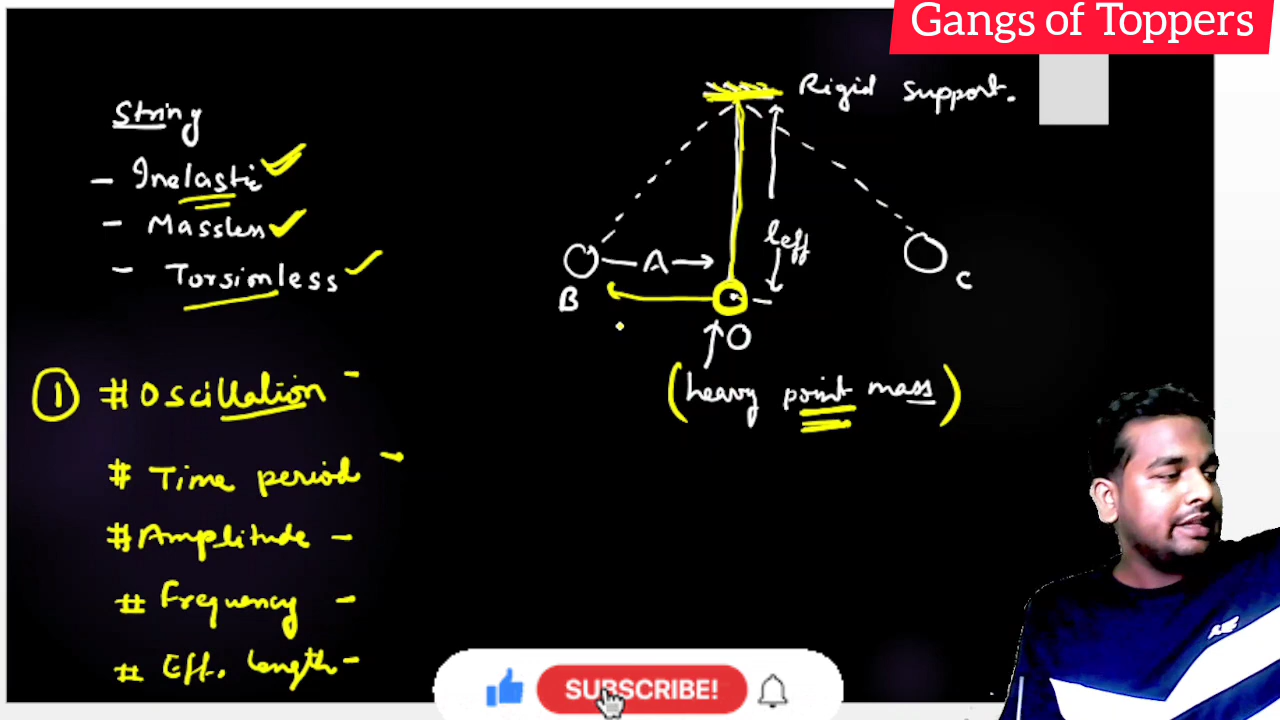 Gangs of Toppers
Rigid support.
String
- Inelastic
- Massless
- Torsimless
leff
A
B
C
O
(heavy point mass)
① # Oscillation -
# Time period -
# Amplitude -
# Frequency -
# Eff. length -
SUBSCRIBE!